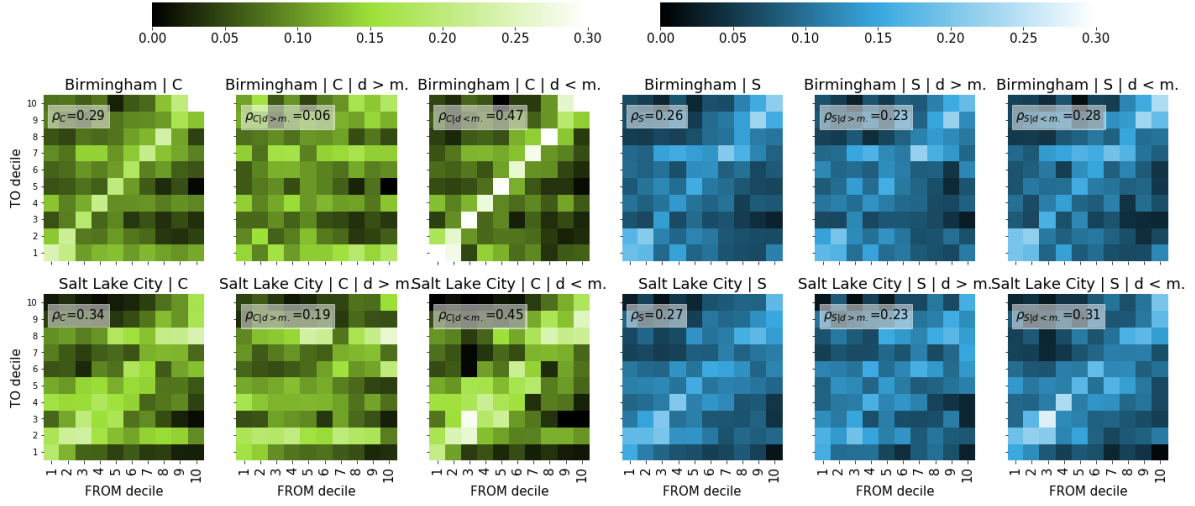 0.00 0.05 0.10 0.15 0.20 0.25 0.30 0.00 0.05 0.10 0.15 0.20 0.25 0.30
Birmingham | C Birmingham | C | d > m. Birmingham | C | d < m. Birmingham | S Birmingham | S | d > m. Birmingham | S | d < m.
ρC=0.29 ρC|d>m.=0.06 ρC|d<m.=0.47 ρS=0.26 ρS|d>m.=0.23 ρS|d<m.=0.28
TO decile
10
9
8
7
6
5
4
3
2
1
Salt Lake City | C Salt Lake City | C | d > m. Salt Lake City | C | d < m. Salt Lake City | S Salt Lake City | S | d > m. Salt Lake City | S | d < m.
ρC=0.34 ρC|d>m.=0.19 ρC|d<m.=0.45 ρS=0.27 ρS|d>m.=0.23 ρS|d<m.=0.31
TO decile
10
9
8
7
6
5
4
3
2
1
1 2 3 4 5 6 7 8 9 10 1 2 3 4 5 6 7 8 9 10 1 2 3 4 5 6 7 8 9 10 1 2 3 4 5 6 7 8 9 10 1 2 3 4 5 6 7 8 9 10 1 2 3 4 5 6 7 8 9 10
FROM decile FROM decile FROM decile FROM decile FROM decile FROM decile